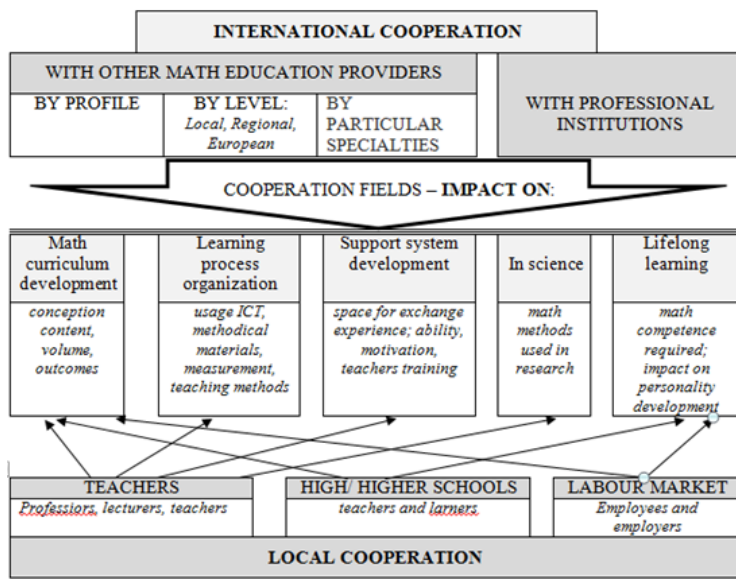 INTERNATIONAL COOPERATION
WITH OTHER MATH EDUCATION PROVIDERS
BY PROFILE
BY LEVEL:
Local, Regional,
European
BY
PARTICULAR
SPECIALTIES
WITH PROFESSIONAL
INSTITUTIONS
COOPERATION FIELDS – IMPACT ON:
Math
curriculum
development
conception
content,
volume,
outcomes
Learning
process
organization
usage ICT,
methodical
materials,
measurement,
teaching methods
Support system
development
space for exchange
experience; ability,
motivation,
teachers training
In science
math
methods
used in
research
Lifelong
learning
math
competence
required;
impact on
personality
development
TEACHERS
Professiors, lecturers, teachers
HIGH/ HIGHER SCHOOLS
teachers and larners
LABOUR MARKET
Employees and
employers
LOCAL COOPERATION